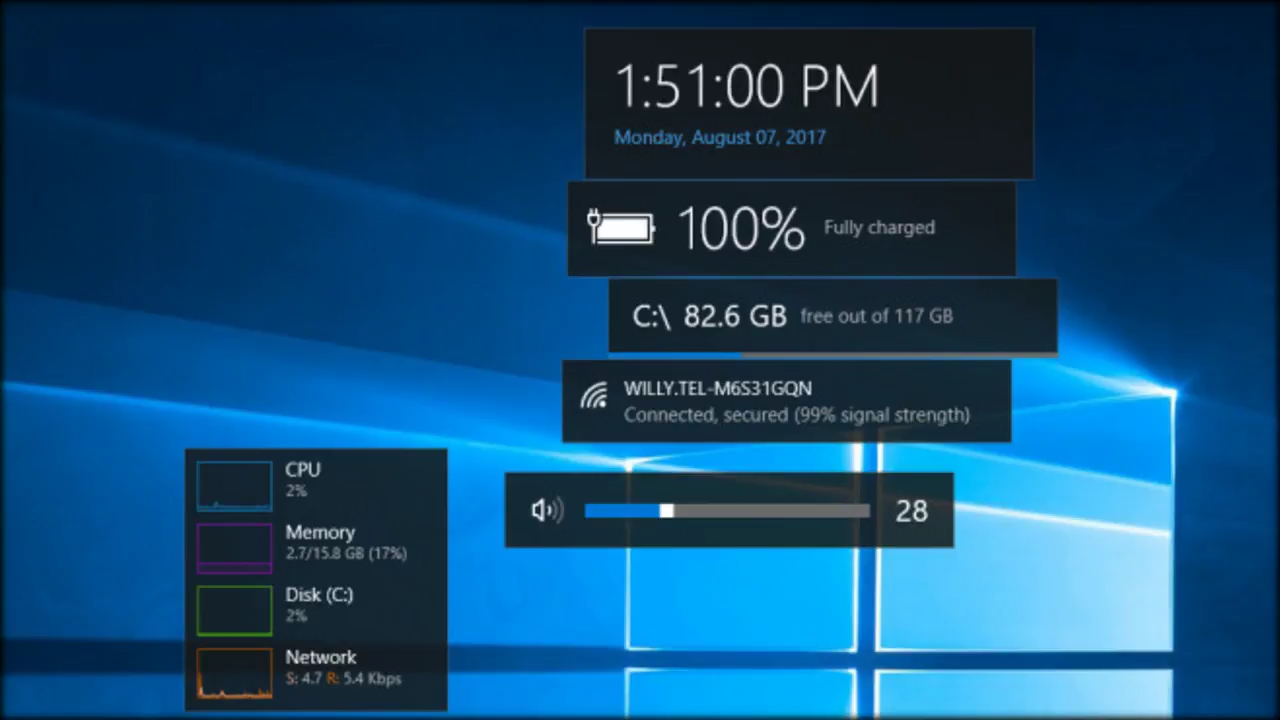 1:51:00 PM
Monday, August 07, 2017
100% Fully charged
C:\ 82.6 GB free out of 117 GB
WILLY.TEL-M6S31GQN
Connected, secured (99% signal strength)
28
CPU
2%
Memory
2.7/15.8 GB (17%)
Disk (C:)
2%
Network
S: 4.7 R: 5.4 Kbps